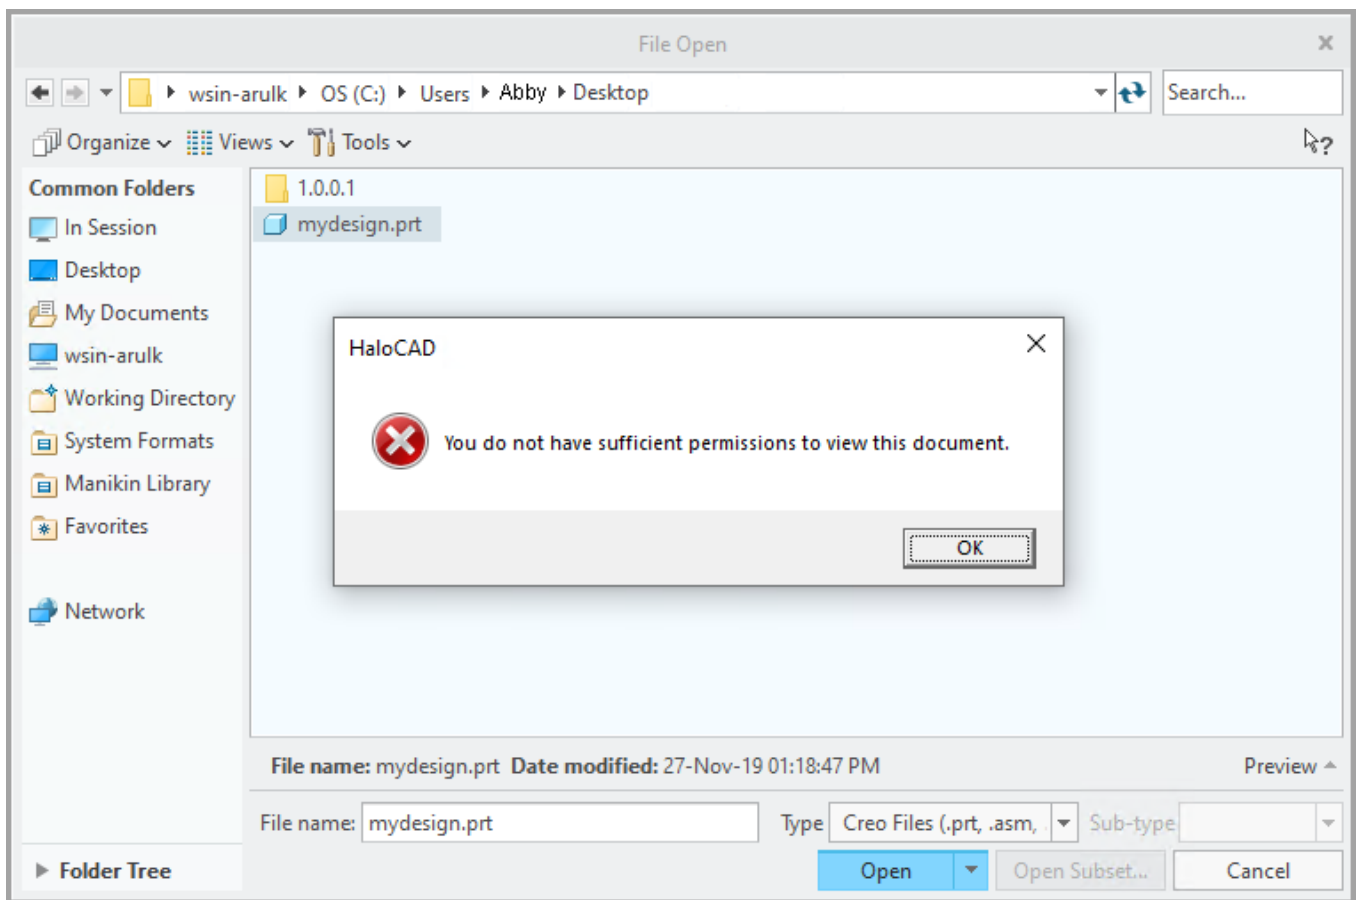 File Open
wsin-arulk OS (C:) Users Abby Desktop
Search...
Organize Views Tools
?
Common Folders
In Session
Desktop
My Documents
wsin-arulk
Working Directory
System Formats
Manikin Library
Favorites
Network
Folder Tree
1.0.0.1
mydesign.prt
HaloCAD
You do not have sufficient permissions to view this document.
OK
File name: mydesign.prt Date modified: 27-Nov-19 01:18:47 PM
Preview
File name: mydesign.prt
Type Creo Files (.prt, .asm, .
Sub-type
Open
Open Subset...
Cancel